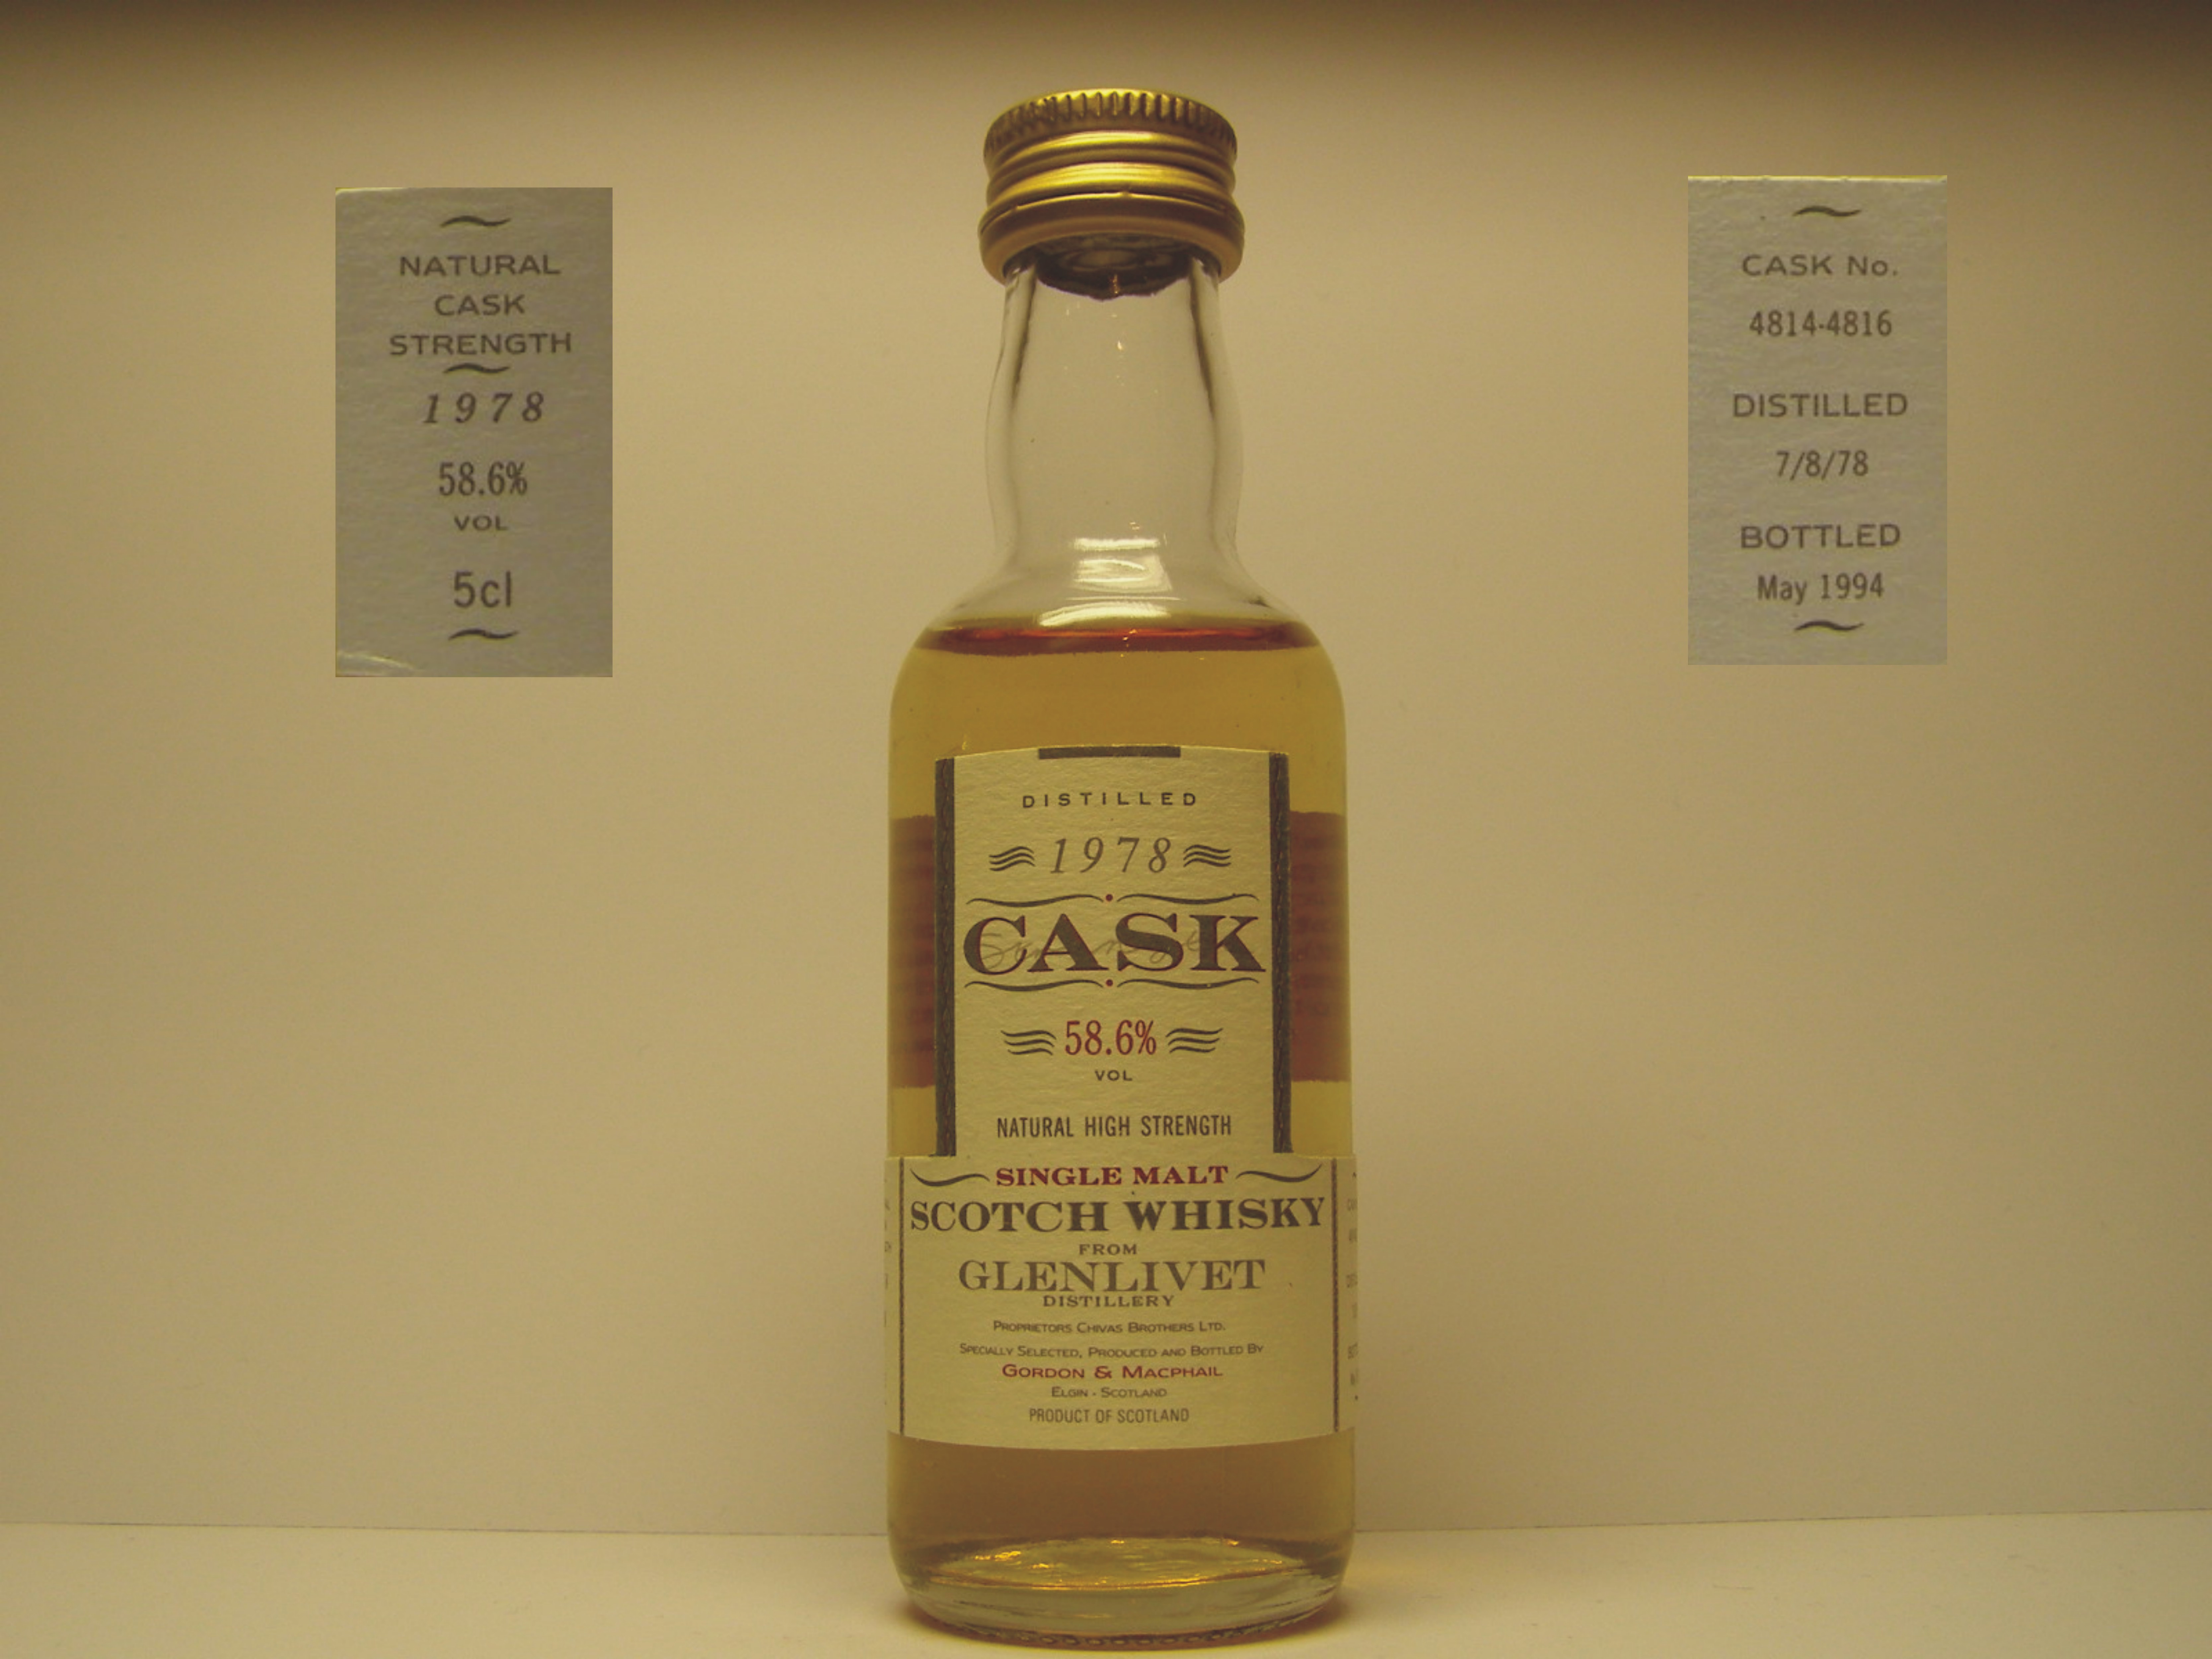 NATURAL
CASK
STRENGTH
1978
58.6%
VOL
5cl
CASK No.
4814-4816
DISTILLED
7/8/78
BOTTLED
May 1994
DISTILLED
1978
CASK
58.6%
VOL
NATURAL HIGH STRENGTH
SINGLE MALT
SCOTCH WHISKY
FROM
GLENLIVET
DISTILLERY
PROPRIETORS CHIVAS BROTHERS LTD.
SPECIALLY SELECTED, PRODUCED AND BOTTLED BY
GORDON & MACPHAIL
ELGIN - SCOTLAND
PRODUCT OF SCOTLAND